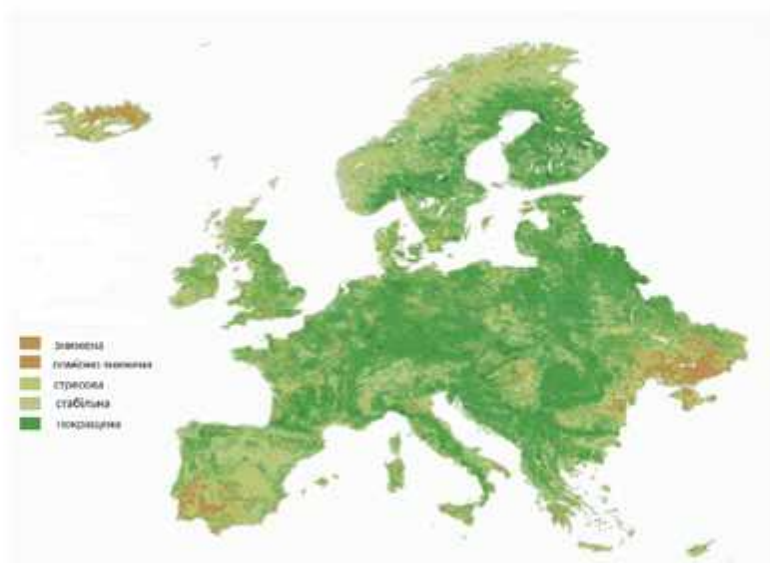 знижена
помірно знижена
стресова
стабільна
покращена